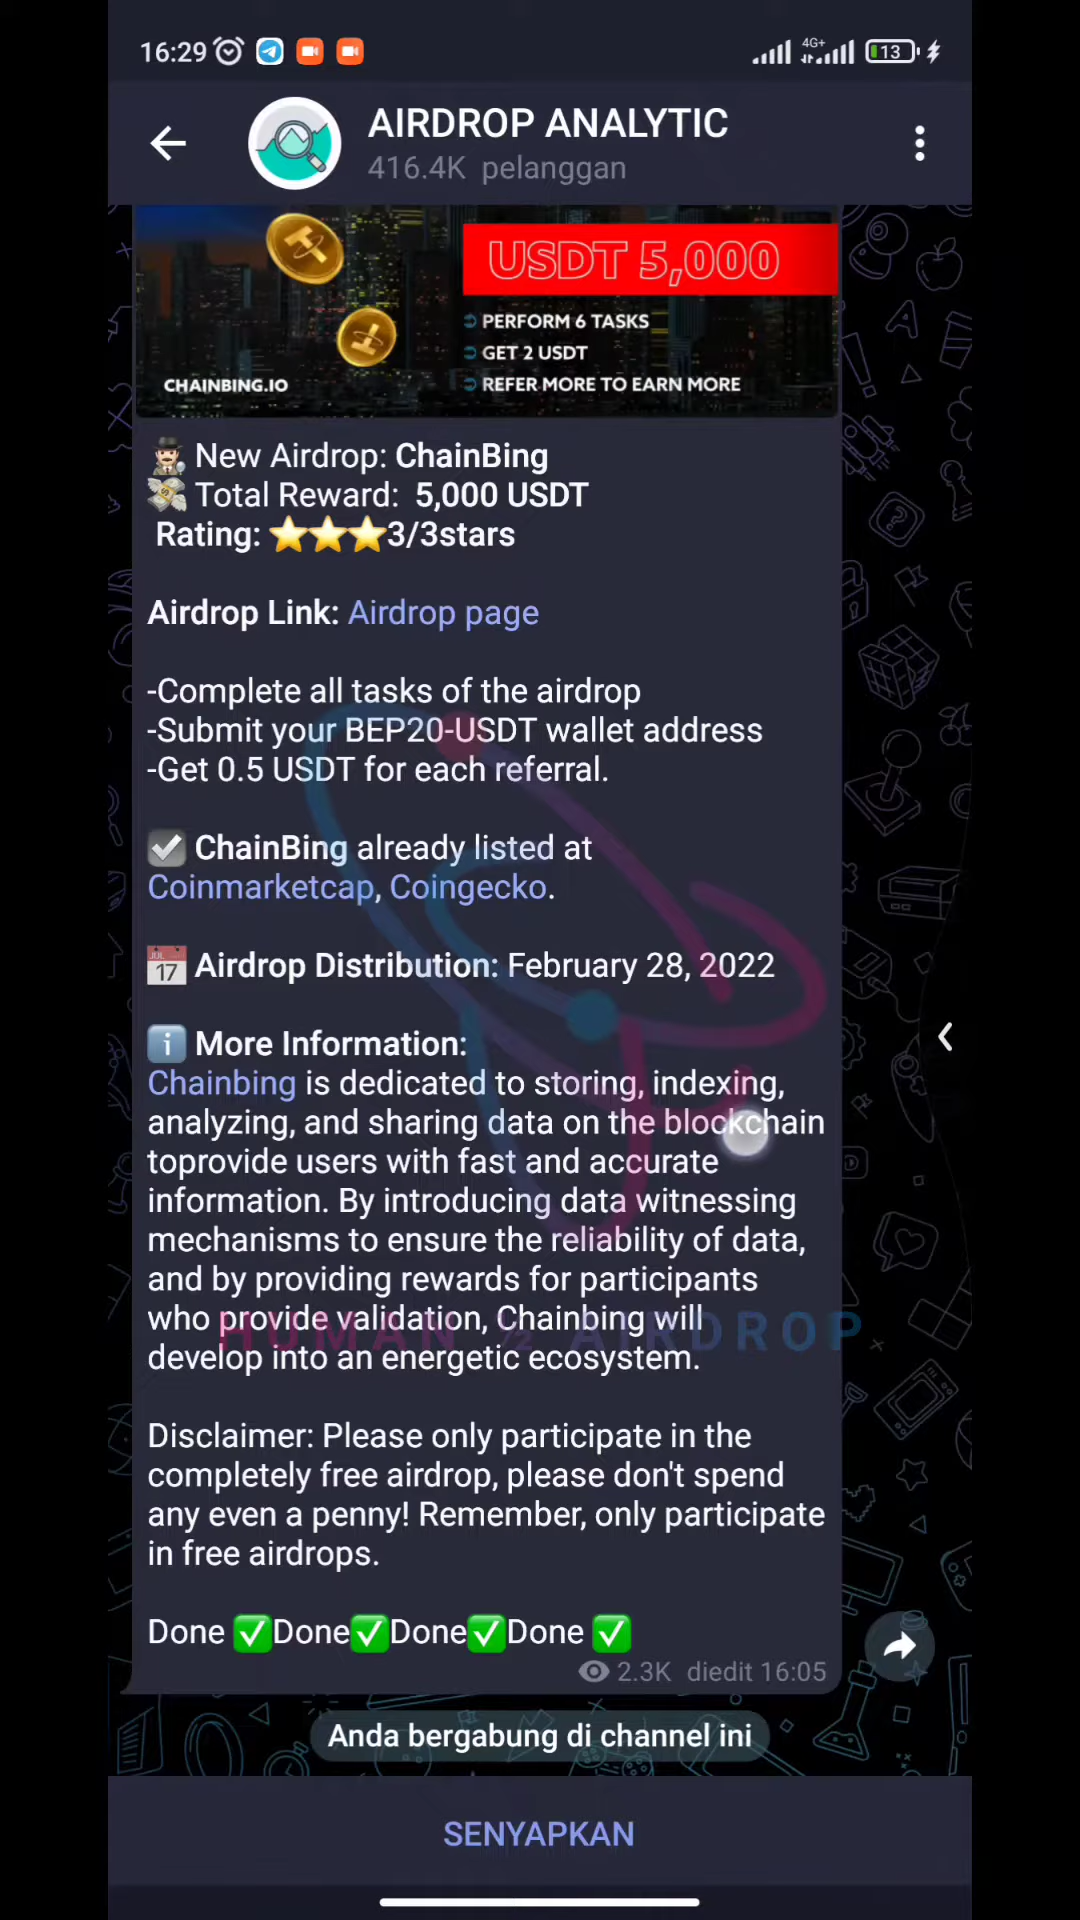 16:29
4G+
13
AIRDROP ANALYTIC
416.4K pelanggan
USDT 5,000
PERFORM 6 TASKS
GET 2 USDT
REFER MORE TO EARN MORE
CHAINBING.IO
New Airdrop: ChainBing
Total Reward: 5,000 USDT
Rating: ⭐⭐⭐3/3stars
Airdrop Link: Airdrop page
-Complete all tasks of the airdrop
-Submit your BEP20-USDT wallet address
-Get 0.5 USDT for each referral.
ChainBing already listed at
Coinmarketcap, Coingecko.
JUL
17
Airdrop Distribution: February 28, 2022
More Information:
Chainbing is dedicated to storing, indexing,
analyzing, and sharing data on the blockchain
toprovide users with fast and accurate
information. By introducing data witnessing
mechanisms to ensure the reliability of data,
and by providing rewards for participants
who provide validation, Chainbing will
HUMAN ½ AIRDROP
develop into an energetic ecosystem.
Disclaimer: Please only participate in the
completely free airdrop, please don't spend
any even a penny! Remember, only participate
in free airdrops.
Done ✅Done✅Done✅Done ✅
2.3K diedit 16:05
Anda bergabung di channel ini
SENYAPKAN